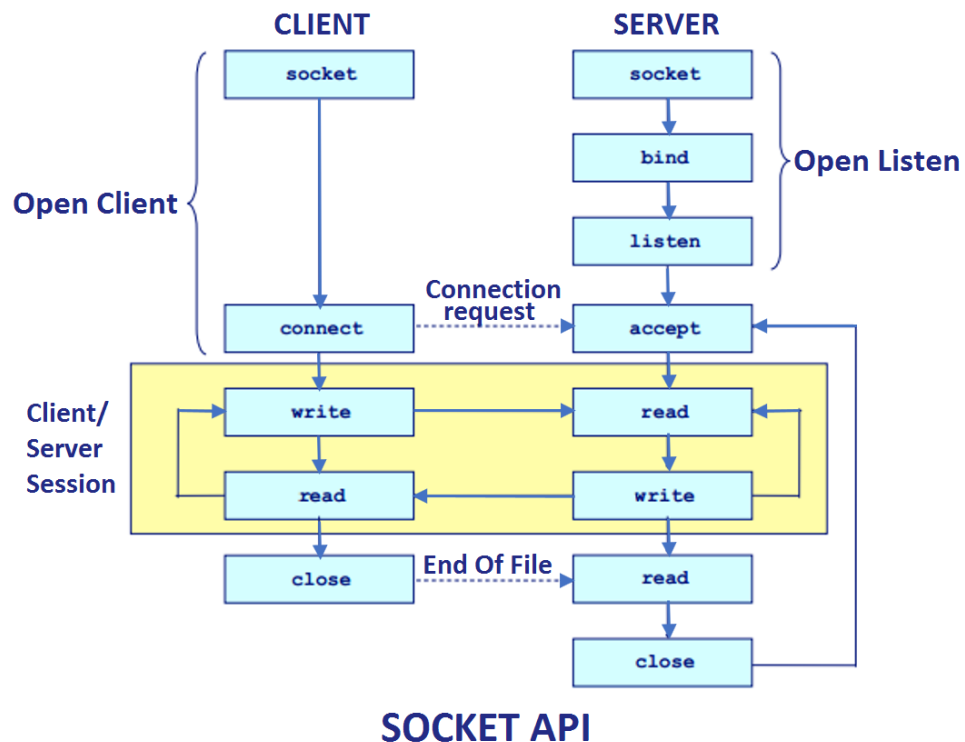 CLIENT
SERVER
socket
socket
bind
Open Listen
Open Client
listen
Connection
request
connect
accept
Client/
Server
Session
write
read
read
write
End Of File
close
read
close
SOCKET API